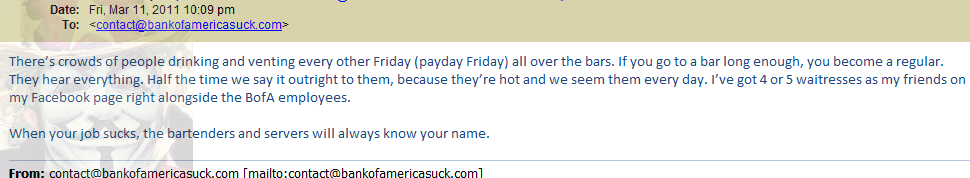 Date: Fri, Mar 11, 2011 10:09 pm
To: <contact@bankofamericasuck.com>
There's crowds of people drinking and venting every other Friday (payday Friday) all over the bars. If you go to a bar long enough, you become a regular.
They hear everything. Half the time we say it outright to them, because they're hot and we seem them every day. I've got 4 or 5 waitresses as my friends on
my Facebook page right alongside the BofA employees.
When your job sucks, the bartenders and servers will always know your name.
From: contact@bankofamericasuck.com [mailto:contact@bankofamericasuck.com]